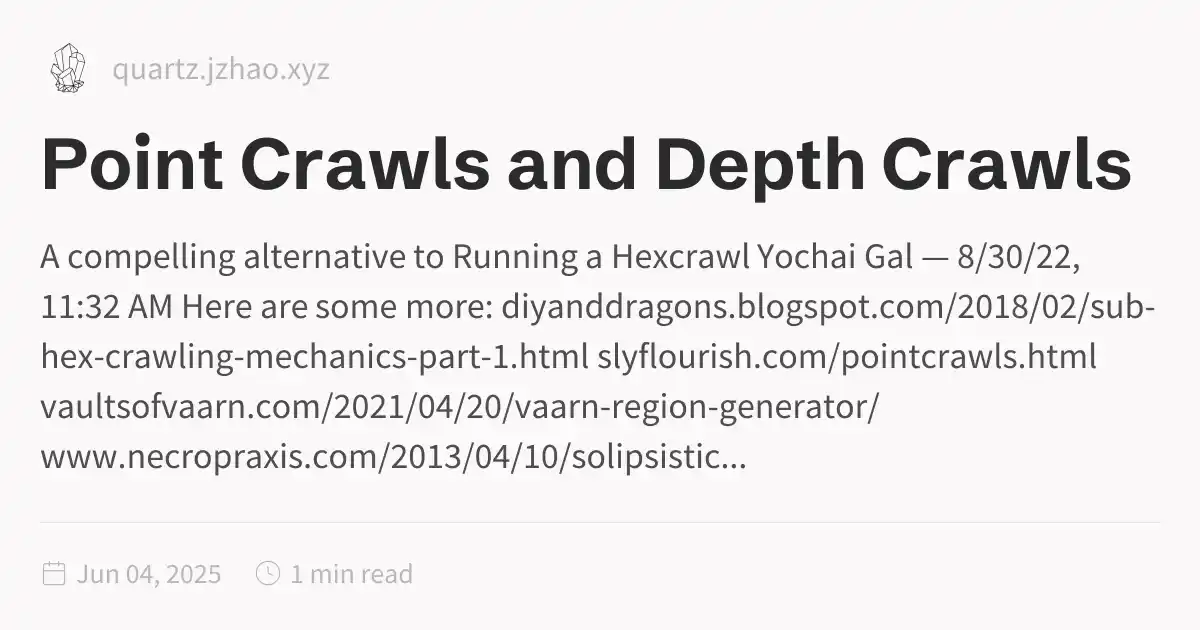 quartz.jzhao.xyz
Point Crawls and Depth Crawls
A compelling alternative to Running a Hexcrawl Yochai Gal — 8/30/22,
11:32 AM Here are some more: diyanddragons.blogspot.com/2018/02/sub-
hex-crawling-mechanics-part-1.html slyflourish.com/pointcrawls.html
vaultsofvaarn.com/2021/04/20/vaarn-region-generator/
www.necropraxis.com/2013/04/10/solipsistic...
Jun 04, 2025 1 min read